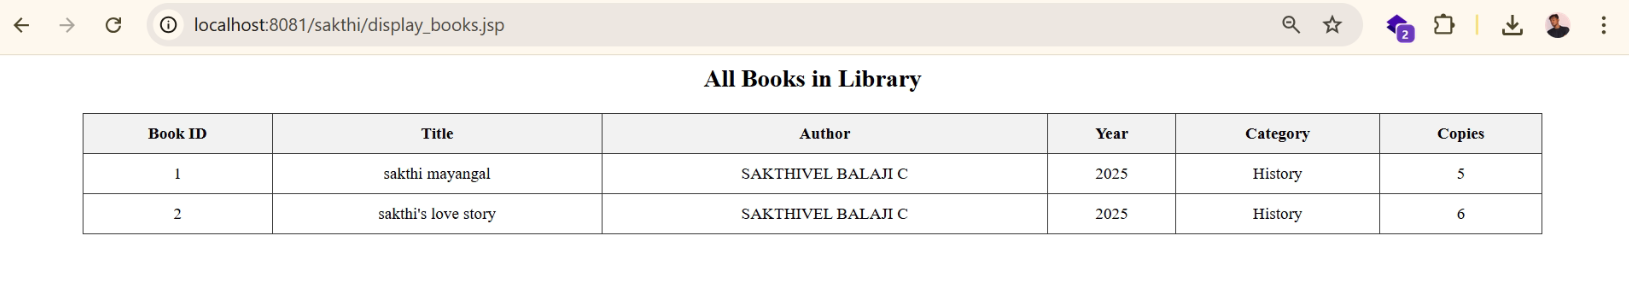 localhost:8081/sakthi/display_books.jsp
2
All Books in Library
Book ID Title Author Year Category Copies
1 sakthi mayangal SAKTHIVEL BALAJI C 2025 History 5
2 sakthi's love story SAKTHIVEL BALAJI C 2025 History 6